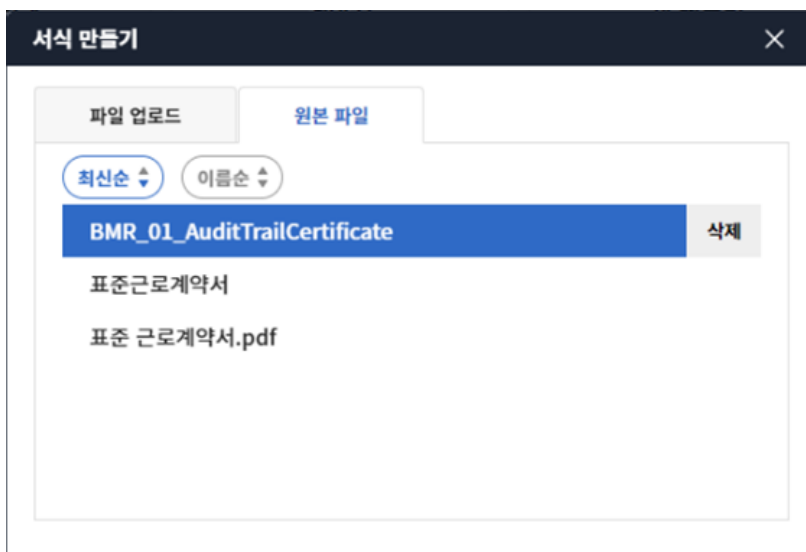 서식 만들기
파일 업로드 원본 파일
최신순 이름순
BMR_01_AuditTrailCertificate 삭제
표준근로계약서
표준 근로계약서.pdf